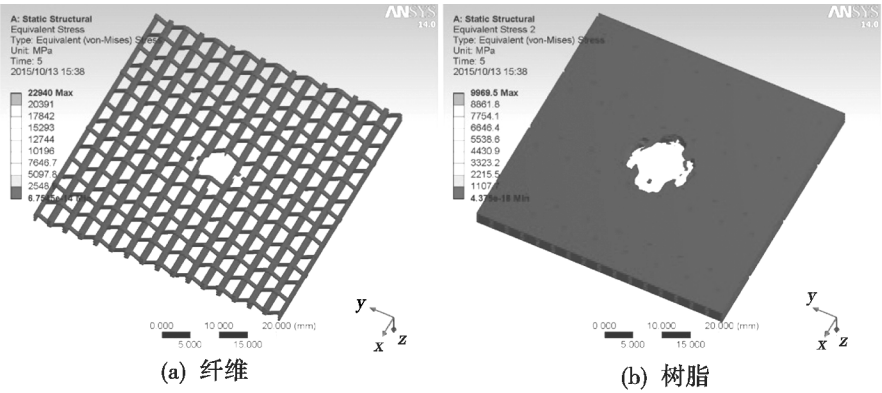 A: Static Structural
Equivalent Stress
Type: Equivalent (von-Mises) Stress
Unit: MPa
Time: 5
2015/10/13 15:38
22940 Max
20391
17842
15293
12744
10196
7646.7
5097.8
2548.
ANSYS
14.0
0 000 10 000 20 000 (mm)
5 000 15 000
y
x
z
(a) 纤维
A: Static Structural
Equivalent Stress 2
Type: Equivalent (von-Mises) Stress
Unit: MPa
Time: 5
2015/10/13 15:38
9969.5 Max
8861.8
7754.1
6646.4
5538.6
4430.9
3323.2
2215.5
1107.
ANSYS
14.0
0 000 10 000 20 000 (mm)
5 000 15 000
y
x
z
(b) 树脂